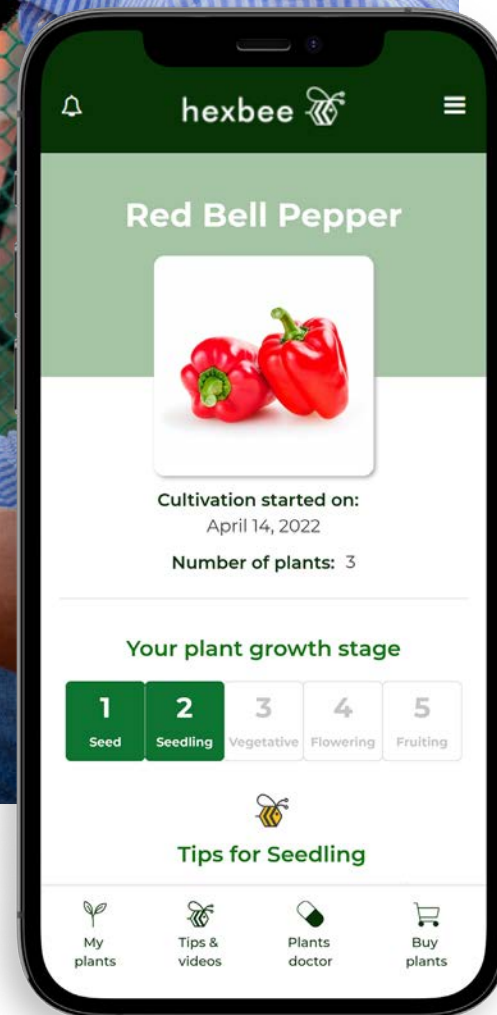 hexbee
Red Bell Pepper
Cultivation started on:
April 14, 2022
Number of plants: 3
Your plant growth stage
1 2 3 4 5
Seed Seedling Vegetative Flowering Fruiting
Tips for Seedling
My Tips & Plants Buy
plants videos doctor plants